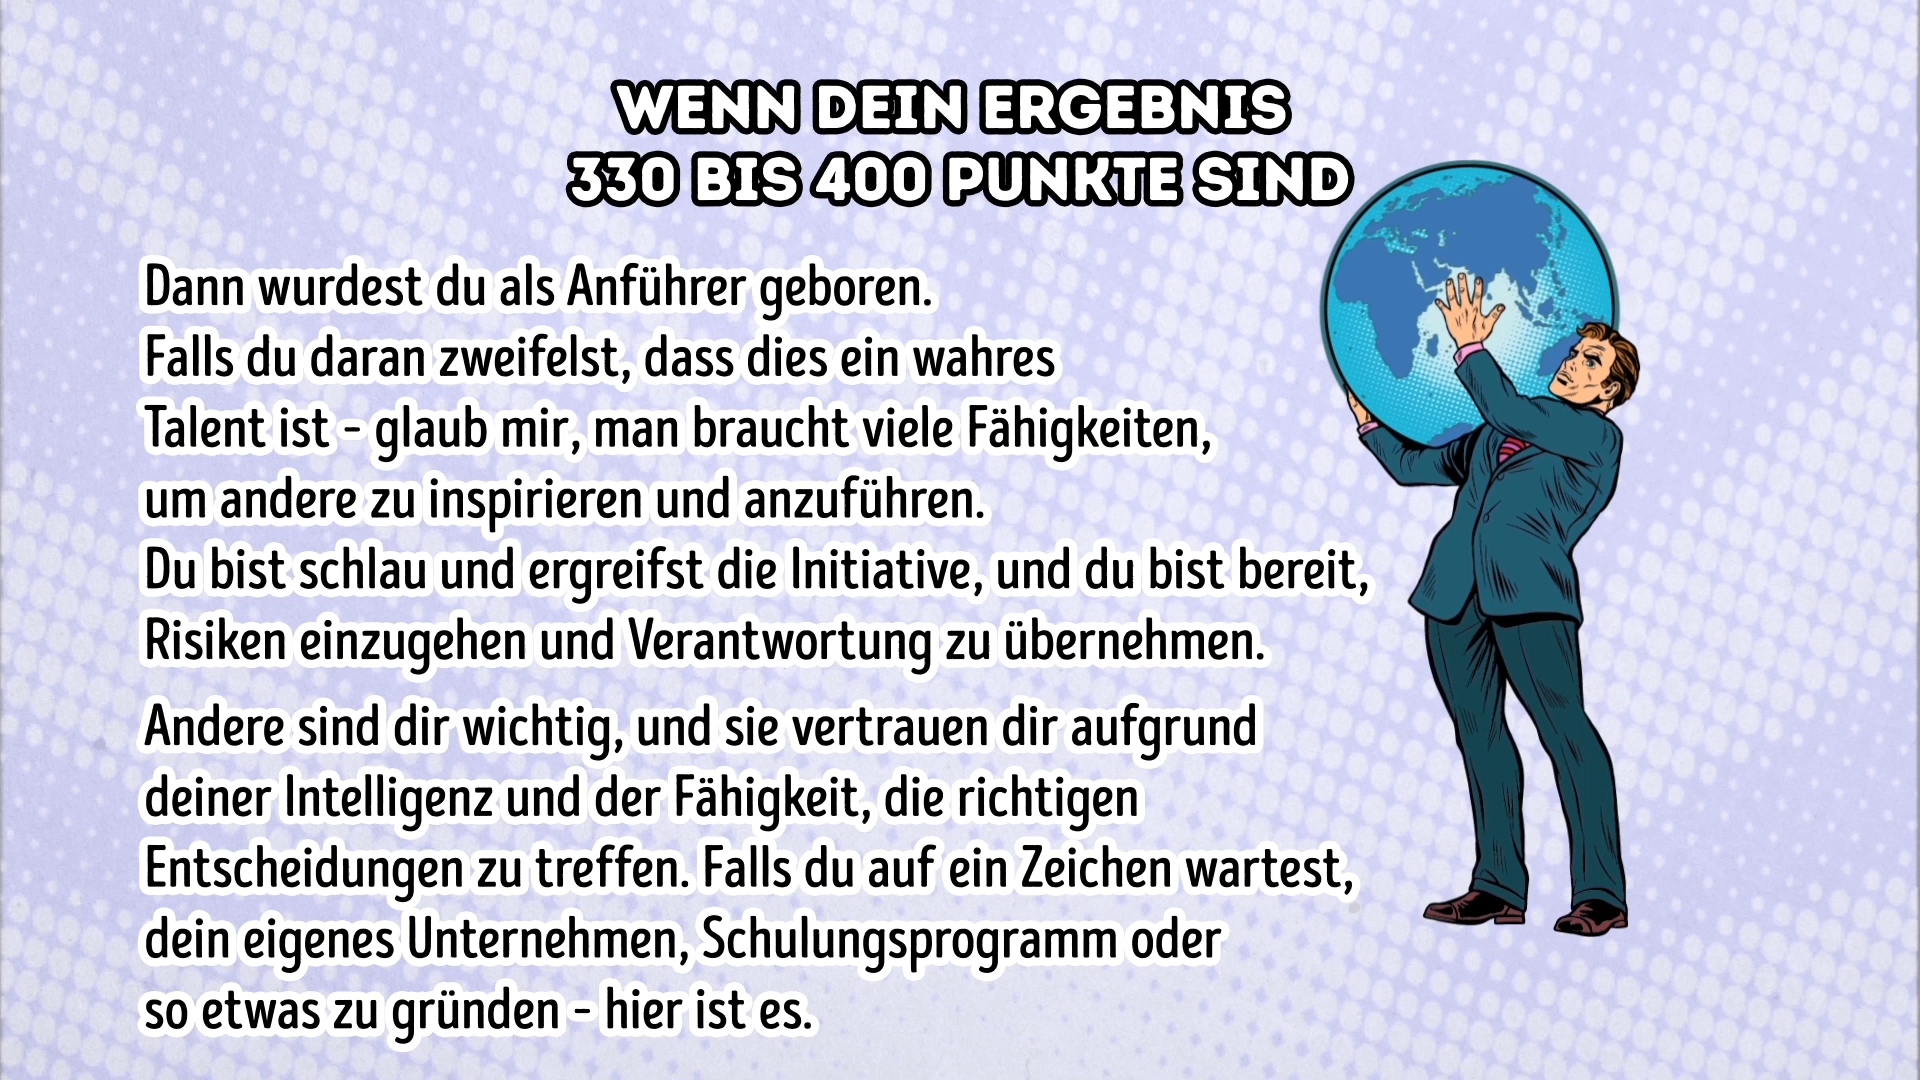 WENN DEIN ERGEBNIS
330 BIS 400 PUNKTE SIND
Dann wurdest du als Anführer geboren.
Falls du daran zweifelst, dass dies ein wahres
Talent ist – glaub mir, man braucht viele Fähigkeiten,
um andere zu inspirieren und anzuführen.
Du bist schlau und ergreifst die Initiative, und du bist bereit,
Risiken einzugehen und Verantwortung zu übernehmen.
Andere sind dir wichtig, und sie vertrauen dir aufgrund
deiner Intelligenz und der Fähigkeit, die richtigen
Entscheidungen zu treffen. Falls du auf ein Zeichen wartest,
dein eigenes Unternehmen, Schulungsprogramm oder
so etwas zu gründen – hier ist es.